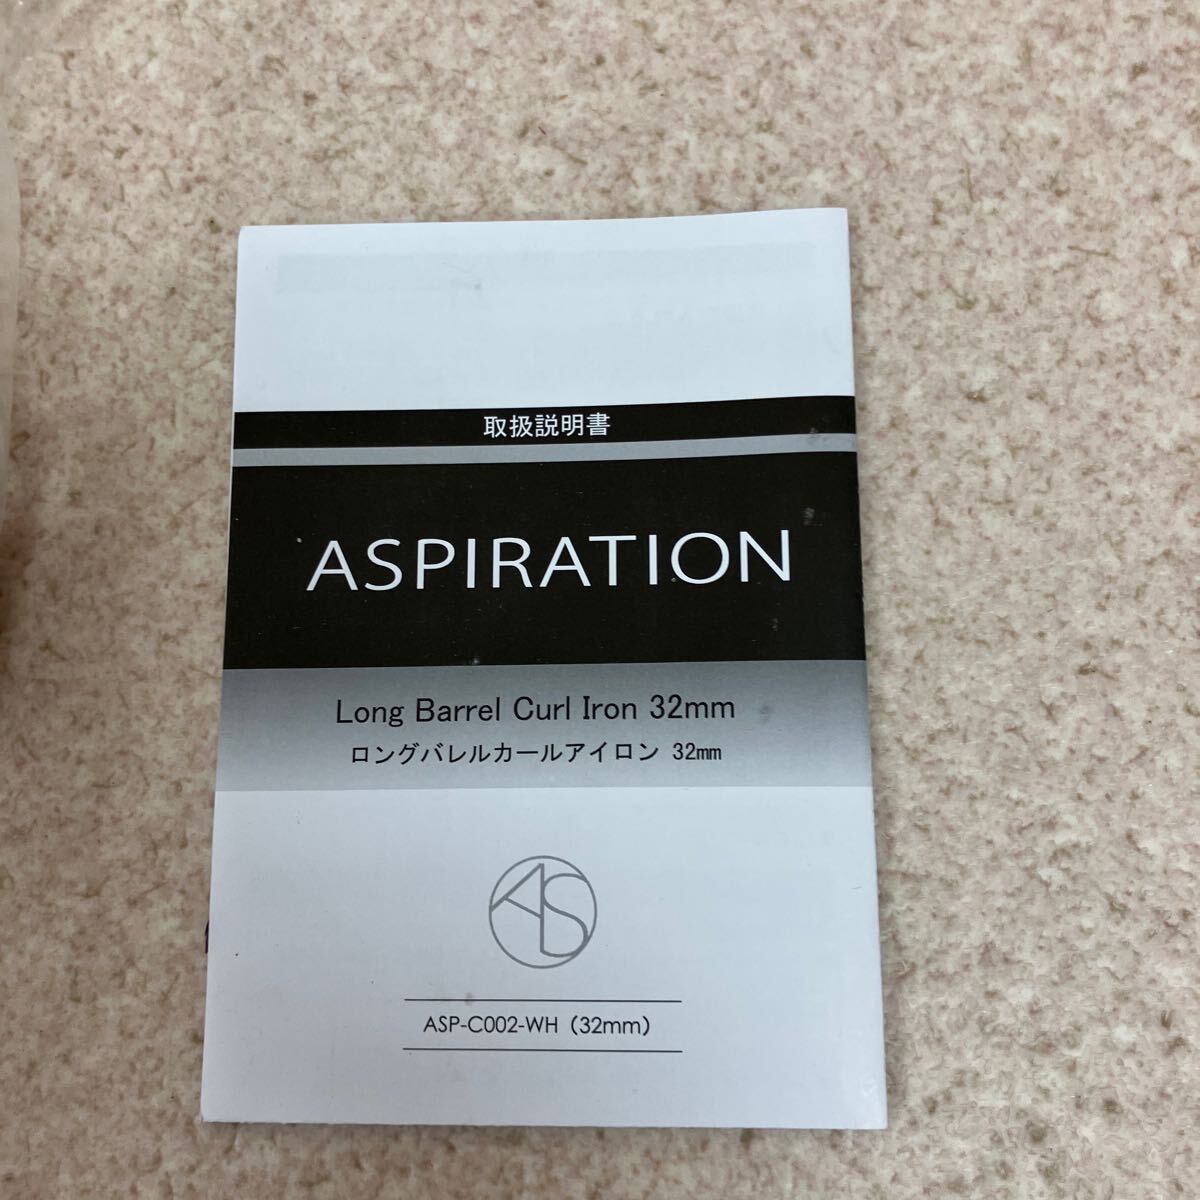 取扱説明書
ASPIRATION
Long Barrel Curl Iron 32mm
ロングバレルカールアイロン 32mm
AS
ASP-C002-WH（32mm）